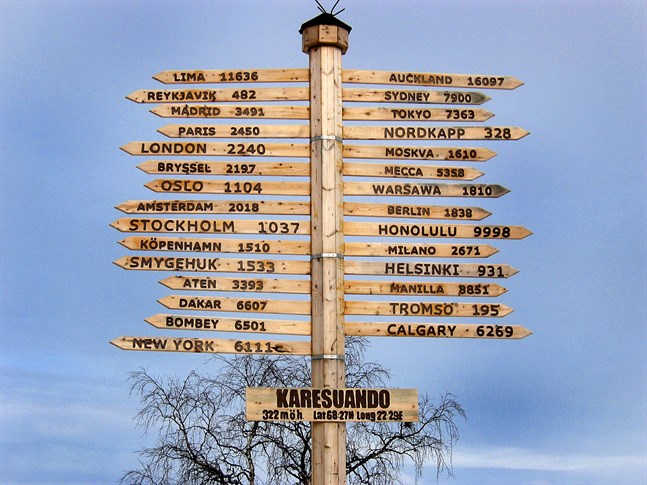 LIMA 11636
REYKJAVIK 482
MADRID 3491
PARIS 2450
LONDON 2240
BRYSSEL 2197
OSLO 1104
AMSTERDAM 2018
STOCKHOLM 1037
KÖPENHAMN 1510
SMYGEHUK 1533
ATEN 3393
DAKAR 6607
BOMBEY 6501
NEW YORK 6111
AUCKLAND 16097
SYDNEY 7900
TOKYO 7363
NORDKAPP 328
MOSKVA 1610
MECCA 5358
WARSAWA 1810
BERLIN 1838
HONOLULU 9998
MILANO 2671
HELSINKI 931
MANILLA 8851
TROMSÖ 195
CALGARY 6269
KARESUANDO
322 m ö h Lat 68-27N Long 22-29E